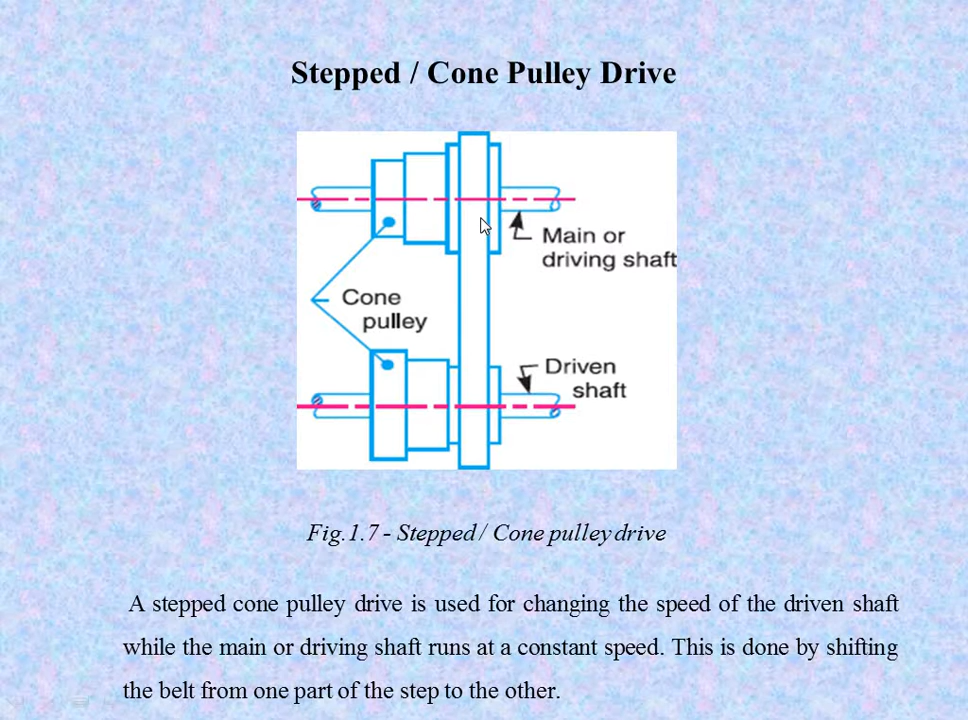 Stepped / Cone Pulley Drive
Main or
driving shaft
Cone
pulley
Driven
shaft
Fig.1.7 - Stepped / Cone pulley drive
A stepped cone pulley drive is used for changing the speed of the driven shaft
while the main or driving shaft runs at a constant speed. This is done by shifting
the belt from one part of the step to the other.